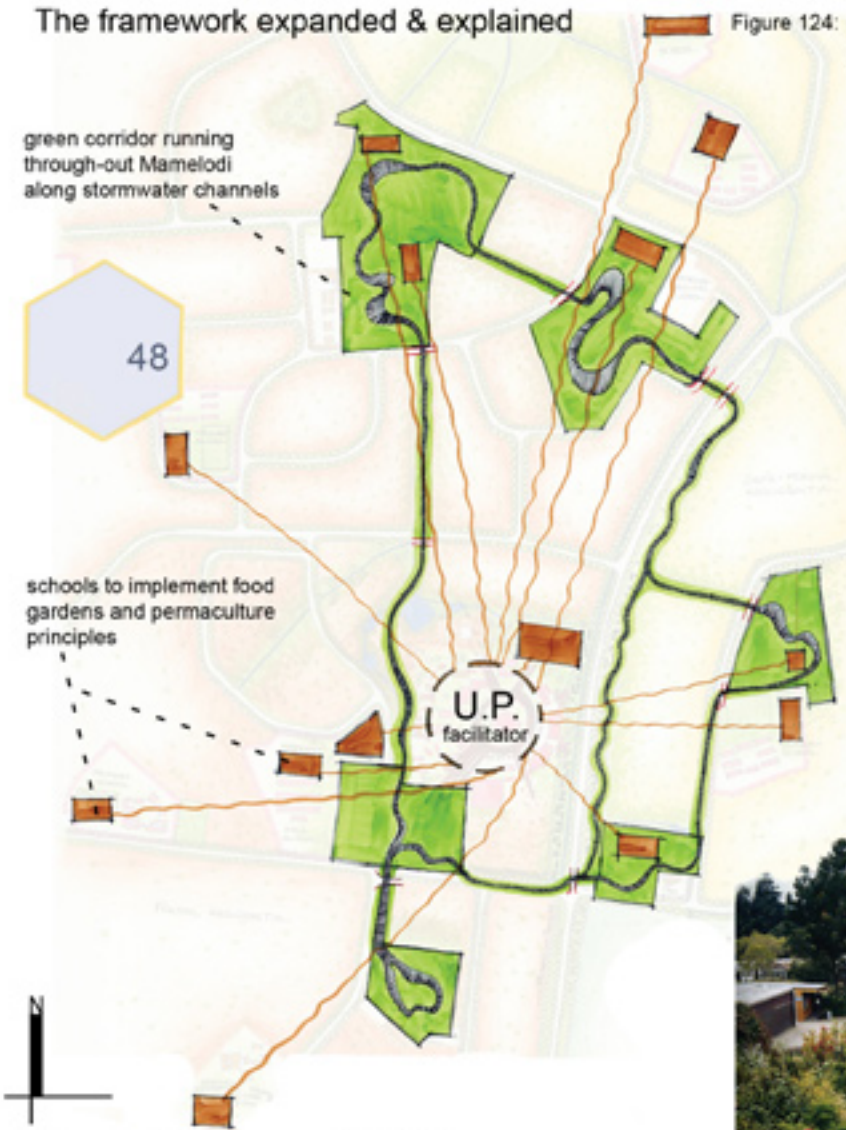 The framework expanded & explained
Figure 124:
green corridor running
through-out Mamelodi
along stormwater channels
48
schools to implement food
gardens and permaculture
principles
U.P.
facilitator
N